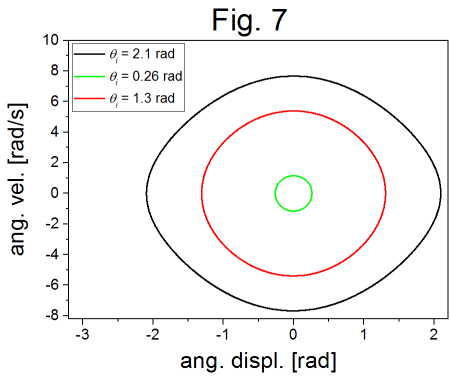 Fig. 7
θi = 2.1 rad
θi = 0.26 rad
θi = 1.3 rad
10
8
6
4
2
0
-2
-4
-6
-8
ang. vel. [rad/s]
-3 -2 -1 0 1 2
ang. displ. [rad]